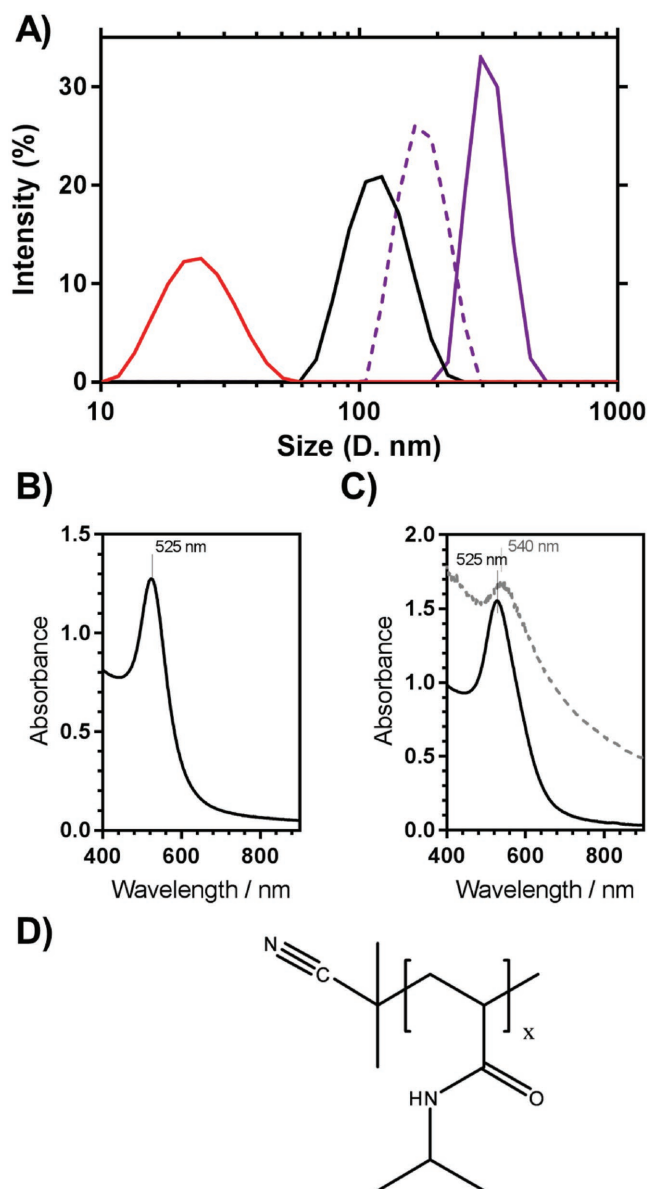 A)
Intensity (%)
30
20
10
0
10
100
1000
Size (D. nm)
B)
C)
Absorbance
1.5
1.0
0.5
0.0
525 nm
400
600
800
Wavelength / nm
Absorbance
2.0
1.5
1.0
0.5
0.0
540 nm
525 nm
400
600
800
Wavelength / nm
D)
N
C
x
HN
O